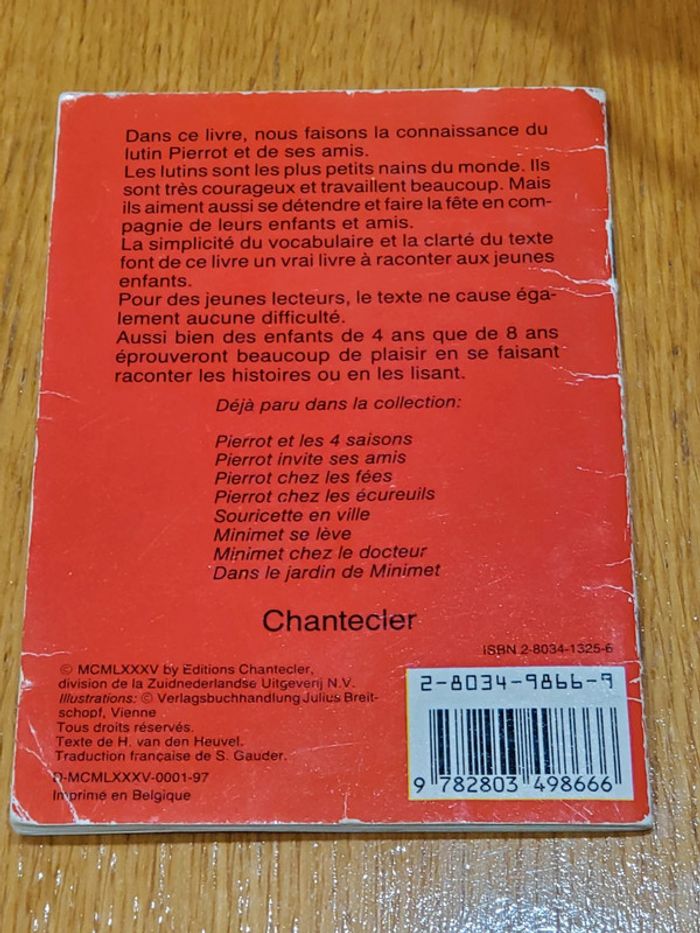 Dans ce livre, nous faisons la connaissance du
lutin Pierrot et de ses amis.
Les lutins sont les plus petits nains du monde. Ils
sont très courageux et travaillent beaucoup. Mais
ils aiment aussi se détendre et faire la fête en com-
pagnie de leurs enfants et amis.
La simplicité du vocabulaire et la clarté du texte
font de ce livre un vrai livre à raconter aux jeunes
enfants.
Pour des jeunes lecteurs, le texte ne cause éga-
lement aucune difficulté.
Aussi bien des enfants de 4 ans que de 8 ans
éprouveront beaucoup de plaisir en se faisant
raconter les histoires ou en les lisant.
Déjà paru dans la collection:
Pierrot et les 4 saisons
Pierrot invite ses amis
Pierrot chez les fées
Pierrot chez les écureuils
Souricette en ville
Minimet se lève
Minimet chez le docteur
Dans le jardin de Minimet
Chantecler
ISBN 2-8034-1325-6
© MCMLXXXV by Editions Chantecler,
division de la Zuidnederlandse Uitgeverij N.V.
Illustrations: © Verlagsbuchhandlung Julius Breit-
schopf, Vienne
Tous droits réservés.
Texte de H. van den Heuvel.
Traduction française de S. Gauder.
D-MCMLXXXV-0001-97
Imprimé en Belgique
2-8034-9866-9
9 782803 498666